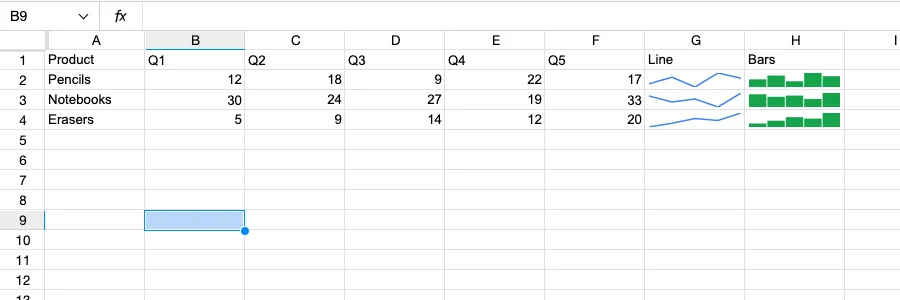 B9 fx
A B C D E F G H I
1 Product Q1 Q2 Q3 Q4 Q5 Line Bars
2 Pencils 12 18 9 22 17
3 Notebooks 30 24 27 19 33
4 Erasers 5 9 14 12 20
5
6
7
8
9
10
11
12
13